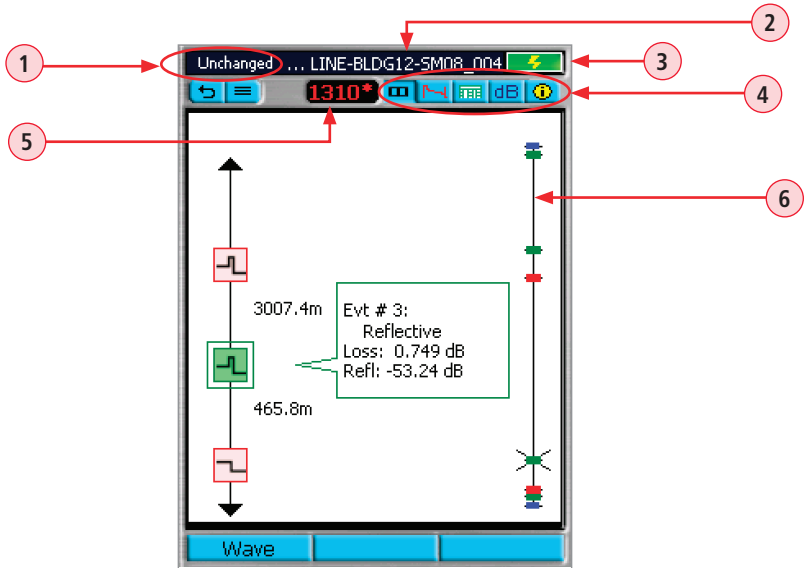 2
Unchanged ... LINE-BLDG12-SM08_004
3
1
1310* dB i
4
5
6
3007.4m
Evt # 3:
Reflective
Loss: 0.749 dB
Refl: -53.24 dB
465.8m
Wave